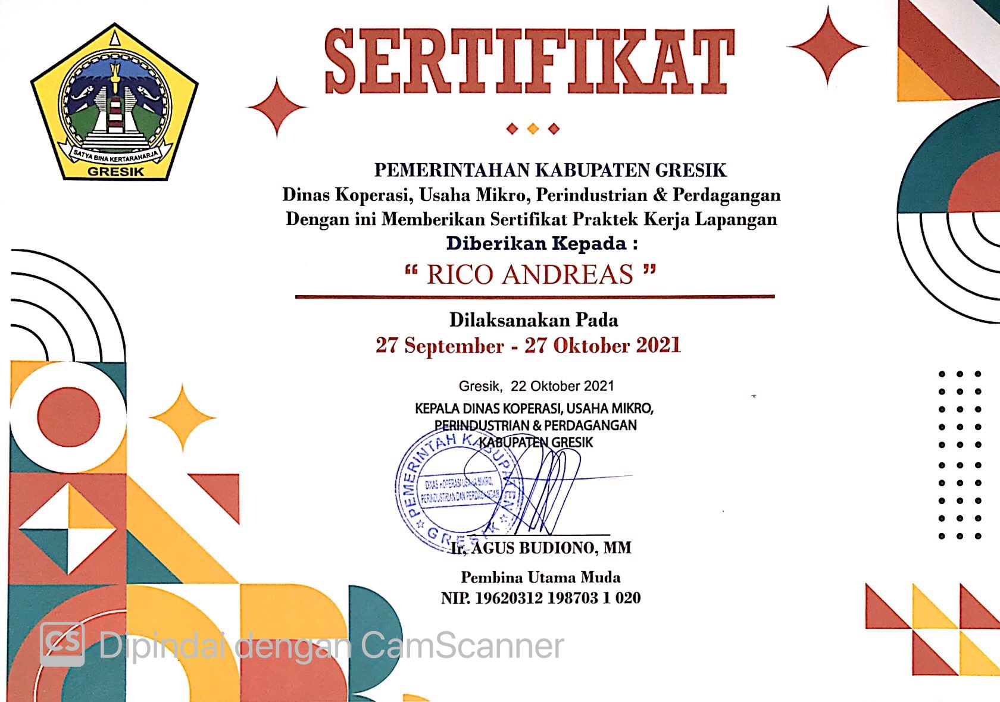 SERTIFIKAT
SATYA BINA KERTARAHARJA
GRESIK
PEMERINTAHAN KABUPATEN GRESIK
Dinas Koperasi, Usaha Mikro, Perindustrian & Perdagangan
Dengan ini Memberikan Sertifikat Praktek Kerja Lapangan
Diberikan Kepada :
“ RICO ANDREAS ”
Dilaksanakan Pada
27 September - 27 Oktober 2021
Gresik, 22 Oktober 2021
KEPALA DINAS KOPERASI, USAHA MIKRO,
PERINDUSTRIAN & PERDAGANGAN
KABUPATEN GRESIK
PEMERINTAH KABUPATEN
DINAS KOPERASI USAHA MIKRO,
PERINDUSTRIAN DAN PERDAGANGAN
GRESIK
Ir, AGUS BUDIONO, MM
Pembina Utama Muda
NIP. 19620312 198703 1 020
CS Dipindai dengan CamScanner